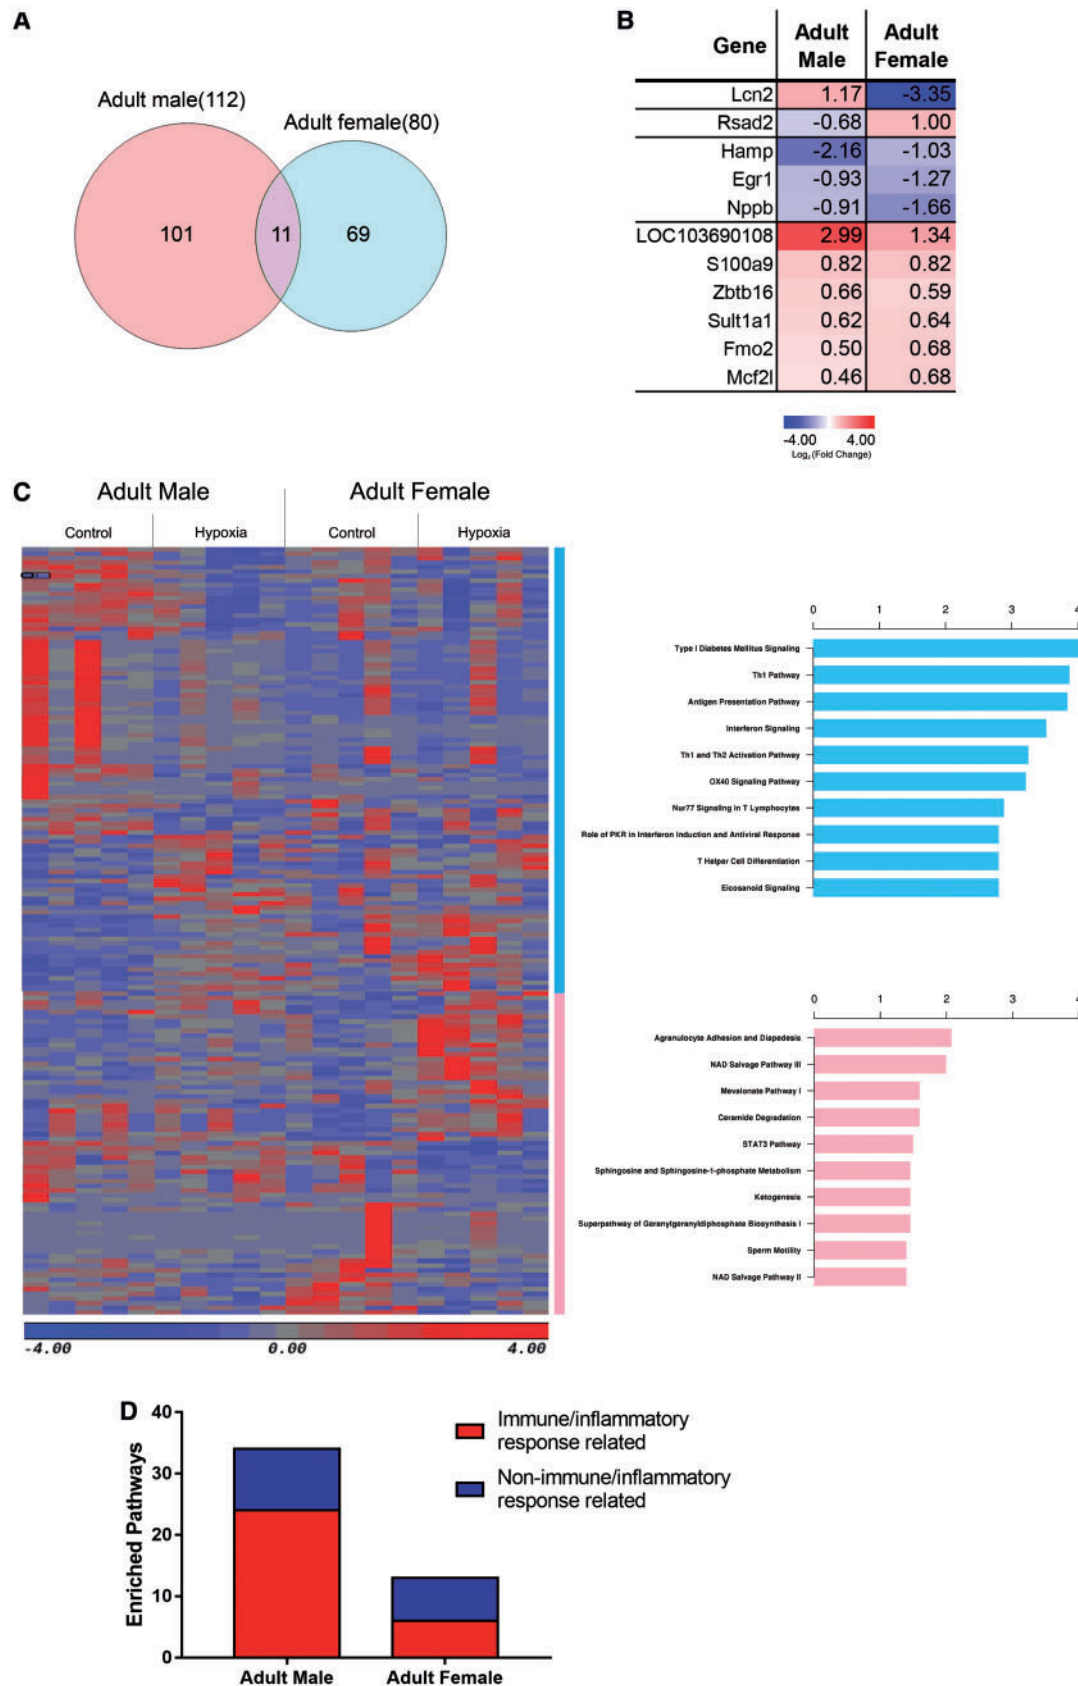 A
Adult male(112)
Adult female(80)
101
11
69
B
Gene
Adult
Male
Adult
Female
Lcn2 1.17 -3.35
Rsad2 -0.68 1.00
Hamp -2.16 -1.03
Egr1 -0.93 -1.27
Nppb -0.91 -1.66
LOC103690108 2.99 1.34
S100a9 0.82 0.82
Zbtb16 0.66 0.59
Sult1a1 0.62 0.64
Fmo2 0.50 0.68
Mcf2l 0.46 0.68
-4.00 4.00
Log₂ (Fold Change)
C
Adult Male Adult Female
Control Hypoxia Control Hypoxia
-4.00 0.00 4.00
0 1 2 3 4
Type I Diabetes Mellitus Signaling
Th1 Pathway
Antigen Presentation Pathway
Interferon Signaling
Th1 and Th2 Activation Pathway
OX40 Signaling Pathway
Nur77 Signaling in T Lymphocytes
Role of PKR in Interferon Induction and Antiviral Response
T Helper Cell Differentiation
Eicosanoid Signaling
0 1 2 3 4
Agranulocyte Adhesion and Diapedesis
NAD Salvage Pathway III
Mevalonate Pathway I
Ceramide Degradation
STAT3 Pathway
Sphingosine and Sphingosine-1-phosphate Metabolism
Ketogenesis
Superpathway of Geranylgeranyldiphosphate Biosynthesis I
Sperm Motility
NAD Salvage Pathway II
D
Enriched Pathways
40
30
20
10
0
Adult Male Adult Female
Immune/inflammatory
response related
Non-immune/inflammatory
response related